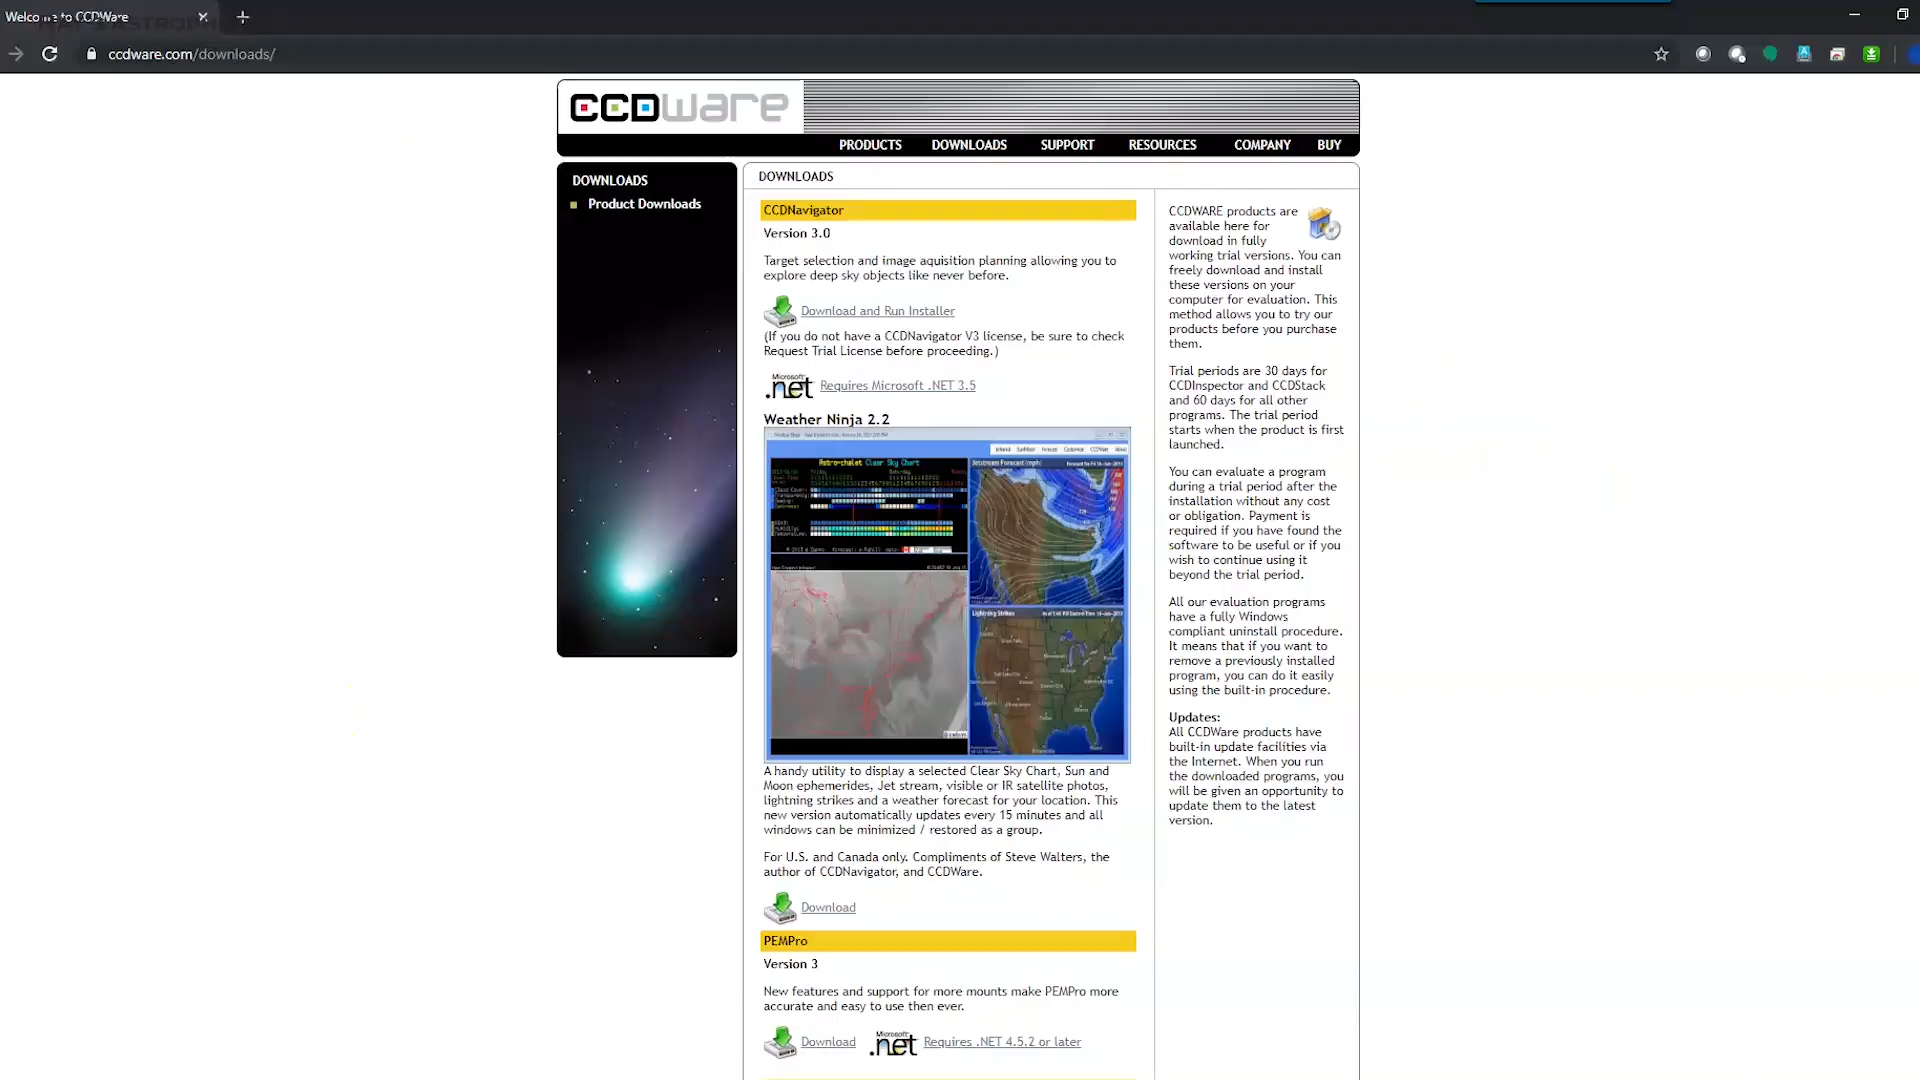 Welcome to CCDWare
ccdware.com/downloads/
CCDWare
PRODUCTS DOWNLOADS SUPPORT RESOURCES COMPANY BUY
DOWNLOADS
Product Downloads
DOWNLOADS
CCDNavigator
Version 3.0
Target selection and image aquisition planning allowing you to
explore deep sky objects like never before.
Download and Run Installer
(If you do not have a CCDNavigator V3 license, be sure to check
Request Trial License before proceeding.)
Microsoft
.net Requires Microsoft .NET 3.5
Weather Ninja 2.2
Astro-chalet Clear Sky Chart
Jetstream Forecast (mph)
Lightning Strikes
A handy utility to display a selected Clear Sky Chart, Sun and
Moon ephemerides, Jet stream, visible or IR satellite photos,
lightning strikes and a weather forecast for your location. This
new version automatically updates every 15 minutes and all
windows can be minimized / restored as a group.
For U.S. and Canada only. Compliments of Steve Walters, the
author of CCDNavigator, and CCDWare.
Download
PEMPro
Version 3
New features and support for more mounts make PEMPro more
accurate and easy to use then ever.
Download Microsoft .net Requires .NET 4.5.2 or later
CCDWARE products are
available here for
download in fully
working trial versions. You can
freely download and install
these versions on your
computer for evaluation. This
method allows you to try our
products before you purchase
them.
Trial periods are 30 days for
CCDInspector and CCDStack
and 60 days for all other
programs. The trial period
starts when the product is first
launched.
You can evaluate a program
during a trial period after the
installation without any cost
or obligation. Payment is
required if you have found the
software to be useful or if you
wish to continue using it
beyond the trial period.
All our evaluation programs
have a fully Windows
compliant uninstall procedure.
It means that if you want to
remove a previously installed
program, you can do it easily
using the built-in procedure.
Updates:
All CCDWare products have
built-in update facilities via
the Internet. When you run
the downloaded programs, you
will be given an opportunity to
update them to the latest
version.